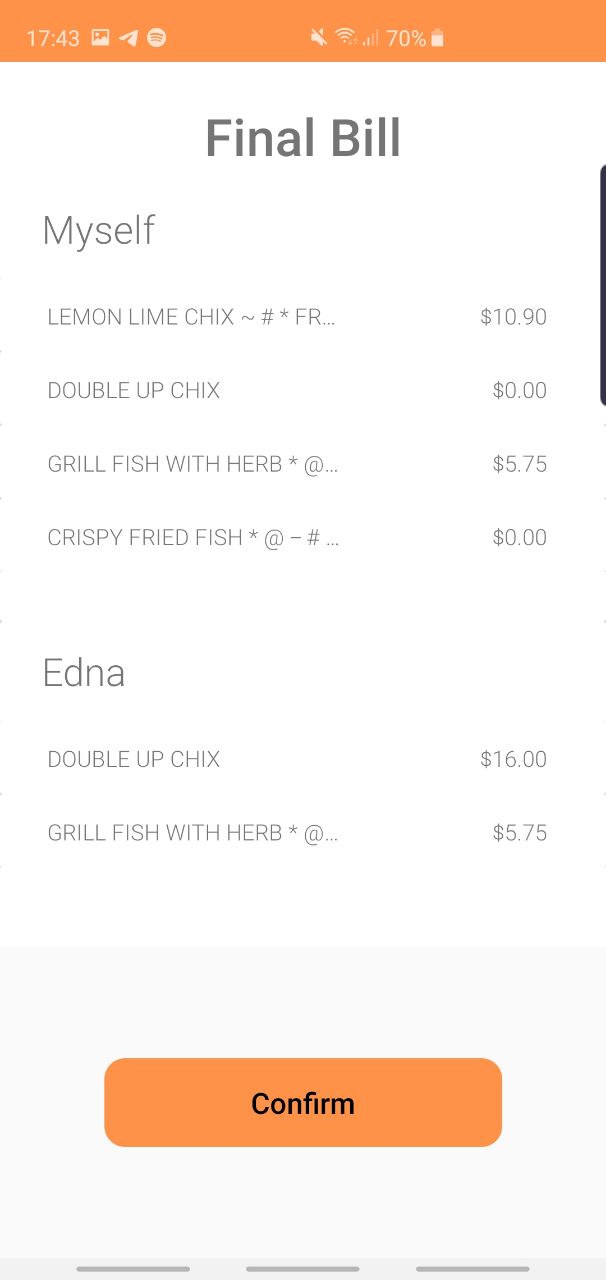 17:43 70%
Final Bill
Myself
LEMON LIME CHIX ~ # * FR... $10.90
DOUBLE UP CHIX $0.00
GRILL FISH WITH HERB * @... $5.75
CRISPY FRIED FISH * @ – # ... $0.00
Edna
DOUBLE UP CHIX $16.00
GRILL FISH WITH HERB * @... $5.75
Confirm